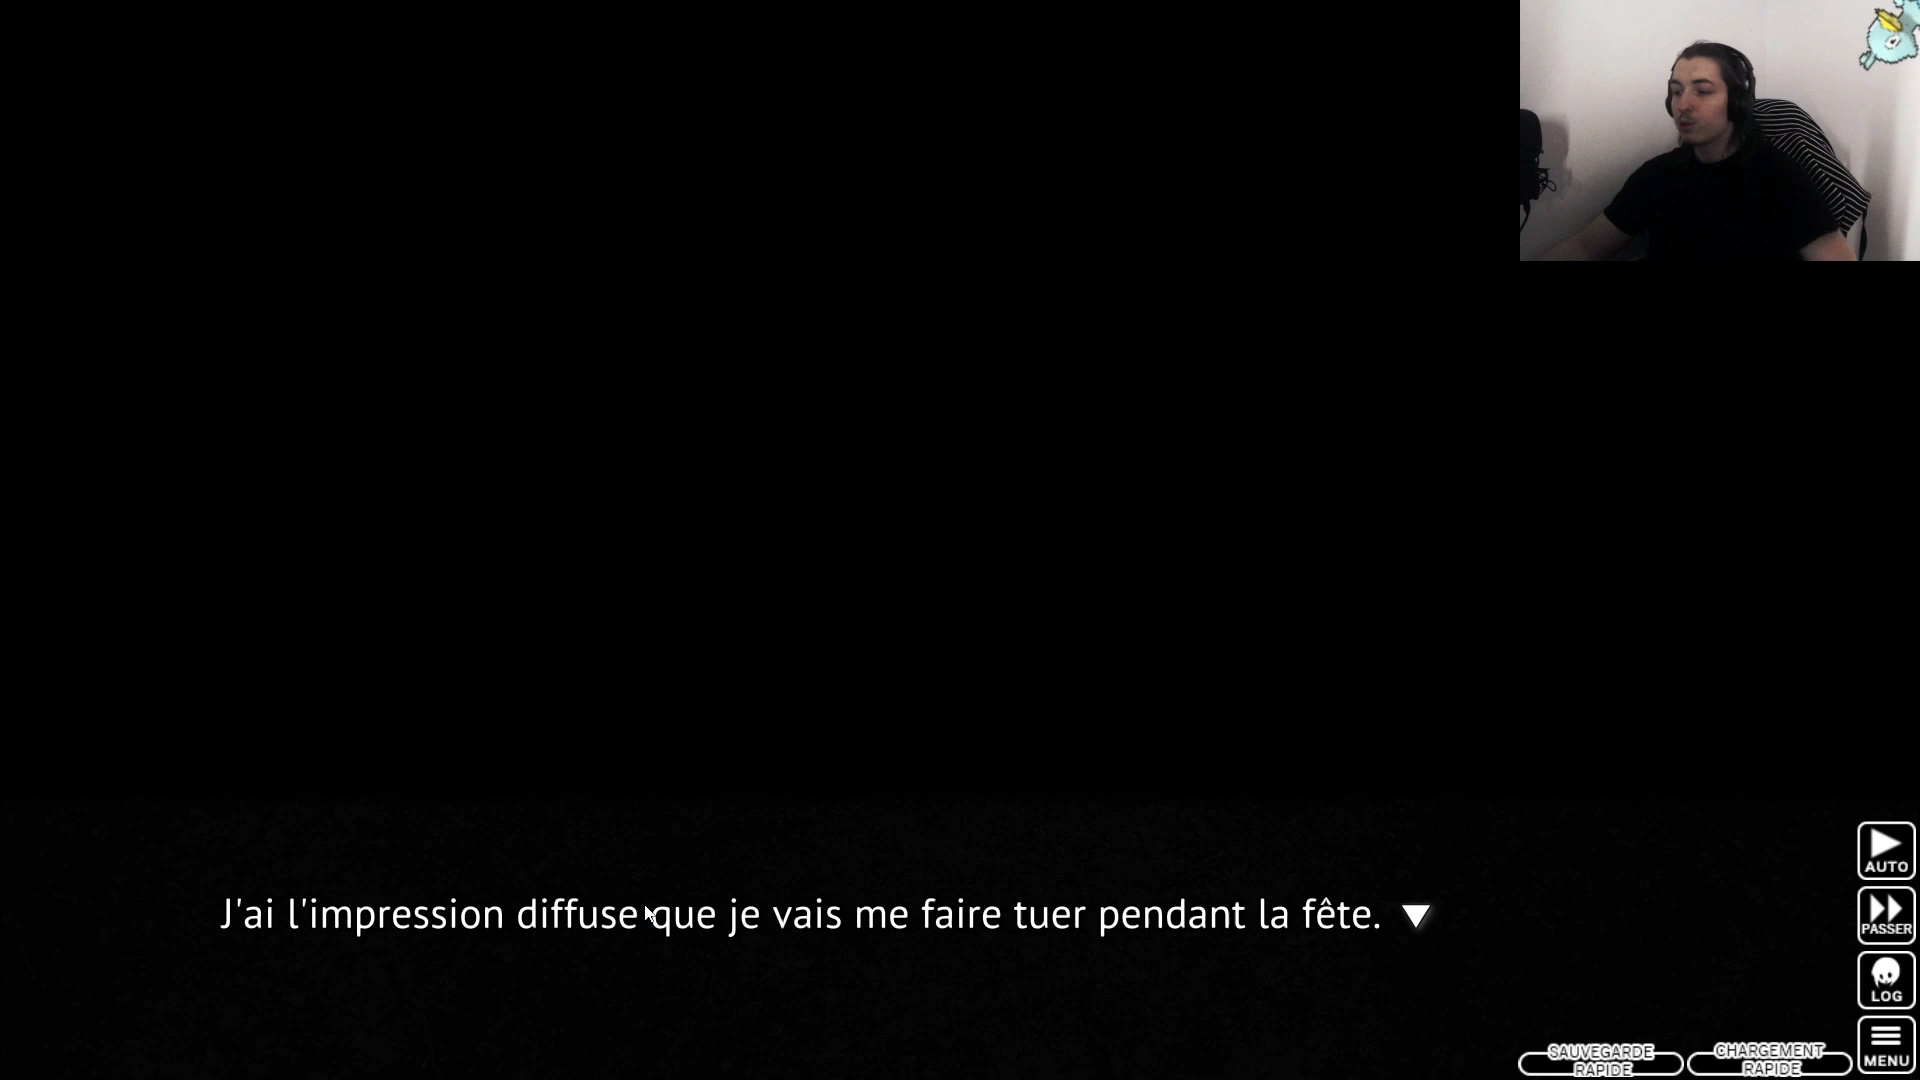 J'ai l'impression diffuse que je vais me faire tuer pendant la fête.
AUTO
PASSER
LOG
MENU
SAUVEGARDE
RAPIDE
CHARGEMENT
RAPIDE